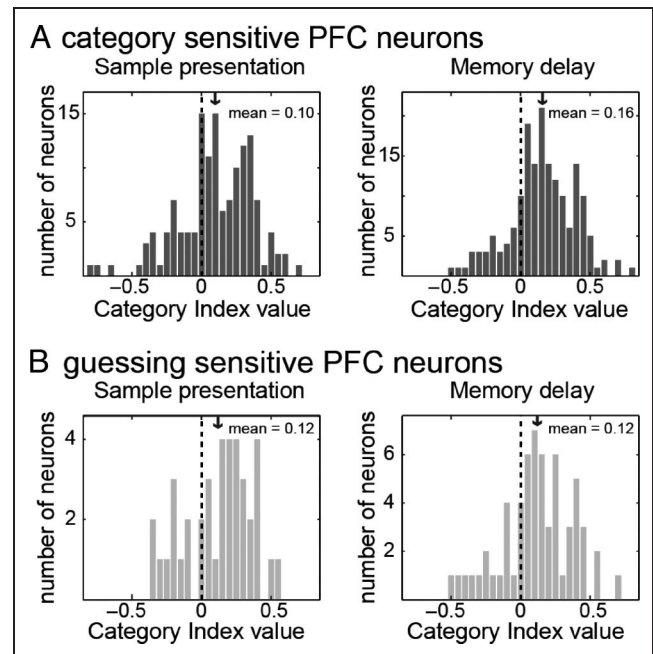 A category sensitive PFC neurons
Sample presentation
Memory delay
number of neurons
15
5
mean = 0.10
−0.5
0
0.5
Category Index value
number of neurons
15
5
mean = 0.16
−0.5
0
0.5
Category Index value
B guessing sensitive PFC neurons
Sample presentation
Memory delay
number of neurons
4
2
mean = 0.12
−0.5
0
0.5
Category Index value
number of neurons
6
4
2
mean = 0.12
−0.5
0
0.5
Category Index value